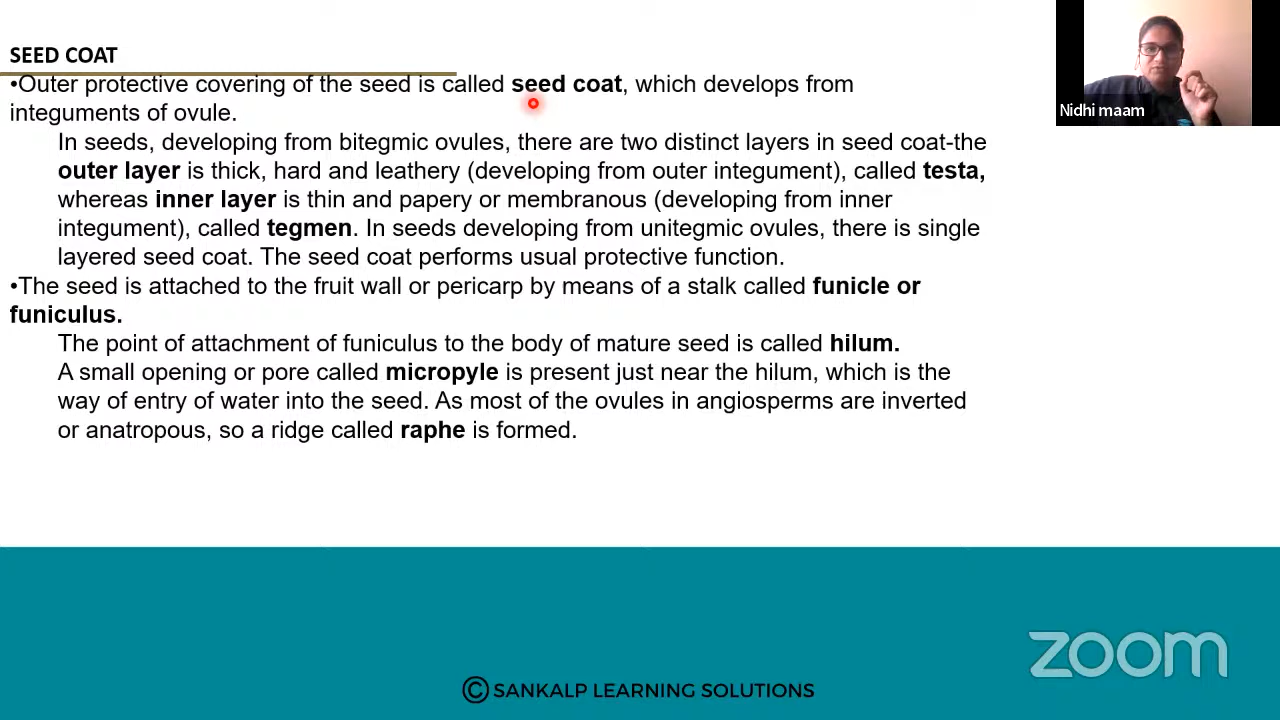 SEED COAT
•Outer protective covering of the seed is called seed coat, which develops from
integuments of ovule.
In seeds, developing from bitegmic ovules, there are two distinct layers in seed coat-the
outer layer is thick, hard and leathery (developing from outer integument), called testa,
whereas inner layer is thin and papery or membranous (developing from inner
integument), called tegmen. In seeds developing from unitegmic ovules, there is single
layered seed coat. The seed coat performs usual protective function.
•The seed is attached to the fruit wall or pericarp by means of a stalk called funicle or
funiculus.
The point of attachment of funiculus to the body of mature seed is called hilum.
A small opening or pore called micropyle is present just near the hilum, which is the
way of entry of water into the seed. As most of the ovules in angiosperms are inverted
or anatropous, so a ridge called raphe is formed.
Nidhi maam
zoom
© SANKALP LEARNING SOLUTIONS